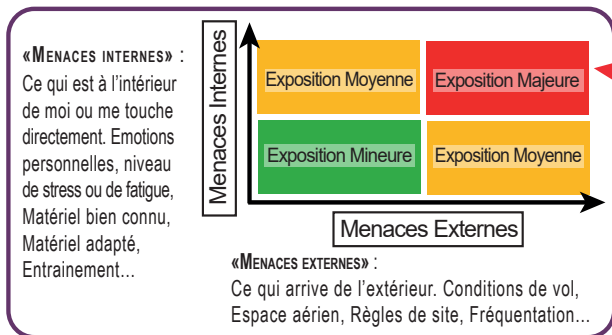 «MENACES INTERNES» :
Ce qui est à l'intérieur
de moi ou me touche
directement. Emotions
personnelles, niveau
de stress ou de fatigue,
Matériel bien connu,
Matériel adapté,
Entrainement…
Menaces Internes
Exposition Moyenne
Exposition Majeure
Exposition Mineure
Exposition Moyenne
Menaces Externes
«MENACES EXTERNES» :
Ce qui arrive de l'extérieur. Conditions de vol,
Espace aérien, Règles de site, Fréquentation…